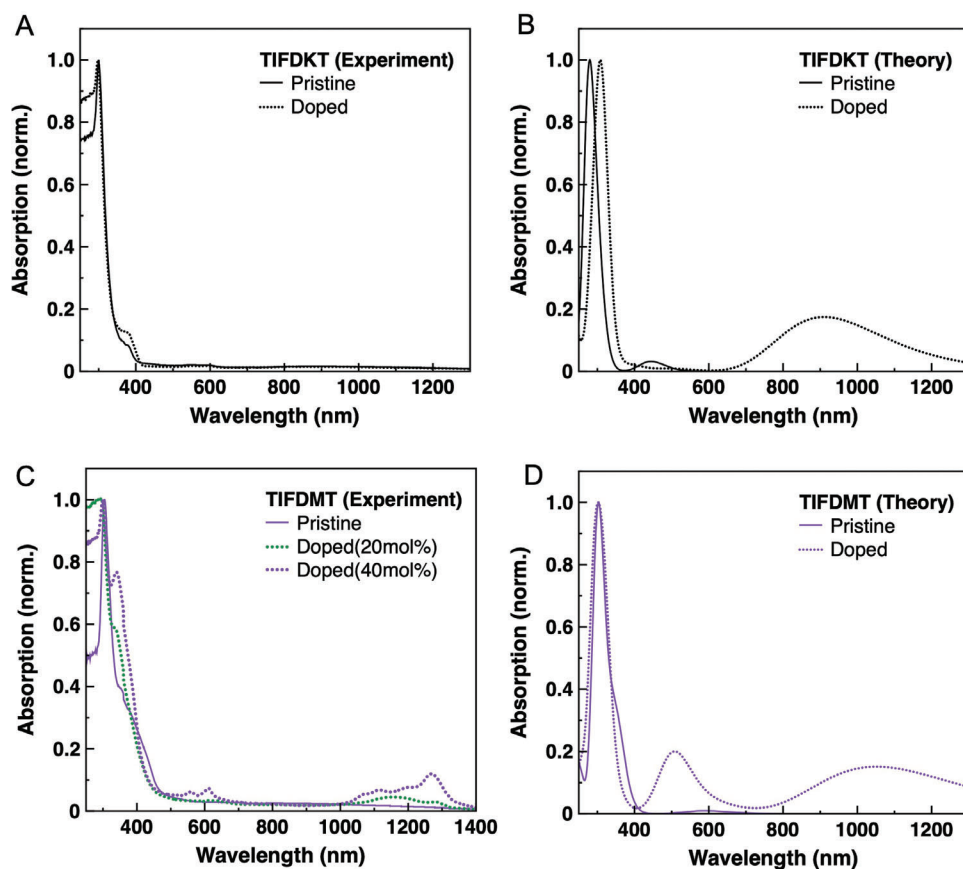 A
TIFDKT (Experiment)
Pristine
Doped
1.0
0.8
0.6
0.4
0.2
0
400 600 800 1000 1200
Absorption (norm.)
Wavelength (nm)
B
TIFDKT (Theory)
Pristine
Doped
1.0
0.8
0.6
0.4
0.2
0
400 600 800 1000 1200
Absorption (norm.)
Wavelength (nm)
C
TIFDMT (Experiment)
Pristine
Doped(20mol%)
Doped(40mol%)
1.0
0.8
0.6
0.4
0.2
0
400 600 800 1000 1200 1400
Absorption (norm.)
Wavelength (nm)
D
TIFDMT (Theory)
Pristine
Doped
1.0
0.8
0.6
0.4
0.2
0.0
400 600 800 1000 1200
Absorption (norm.)
Wavelength (nm)